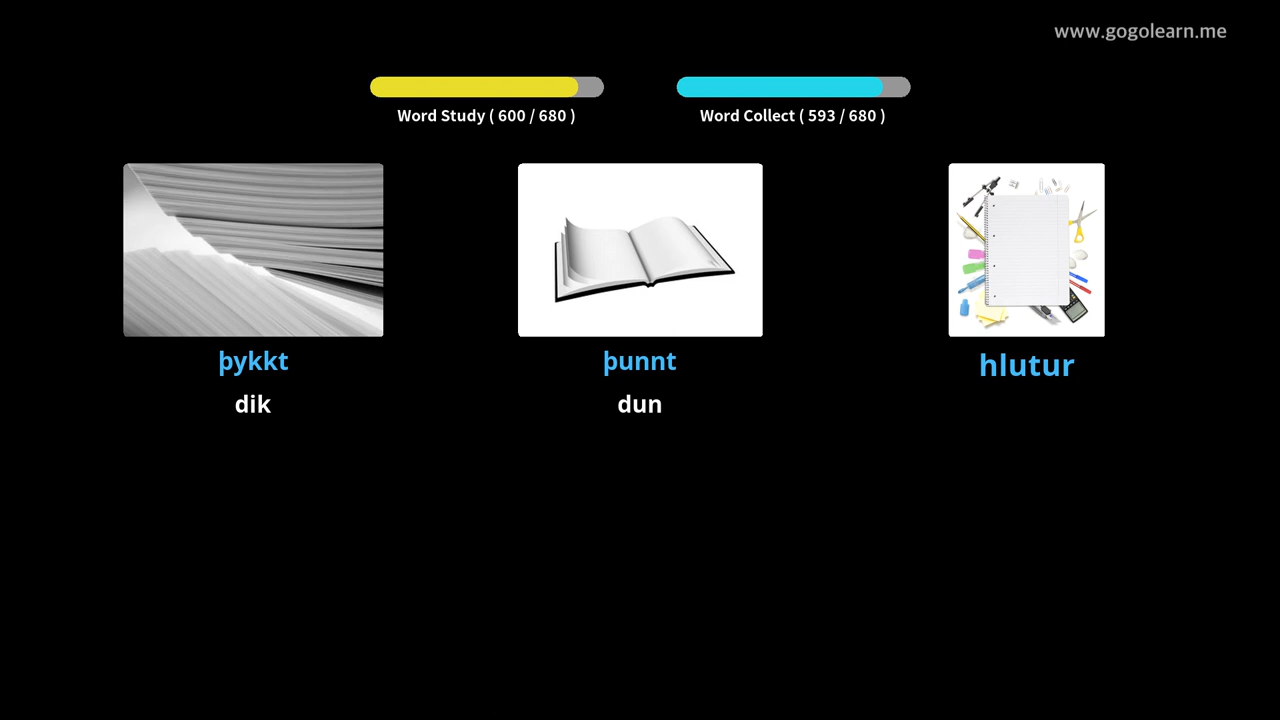 www.gogolearn.me
Word Study ( 600 / 680 )
Word Collect ( 593 / 680 )
þykkt
þunnt
hlutur
dik
dun